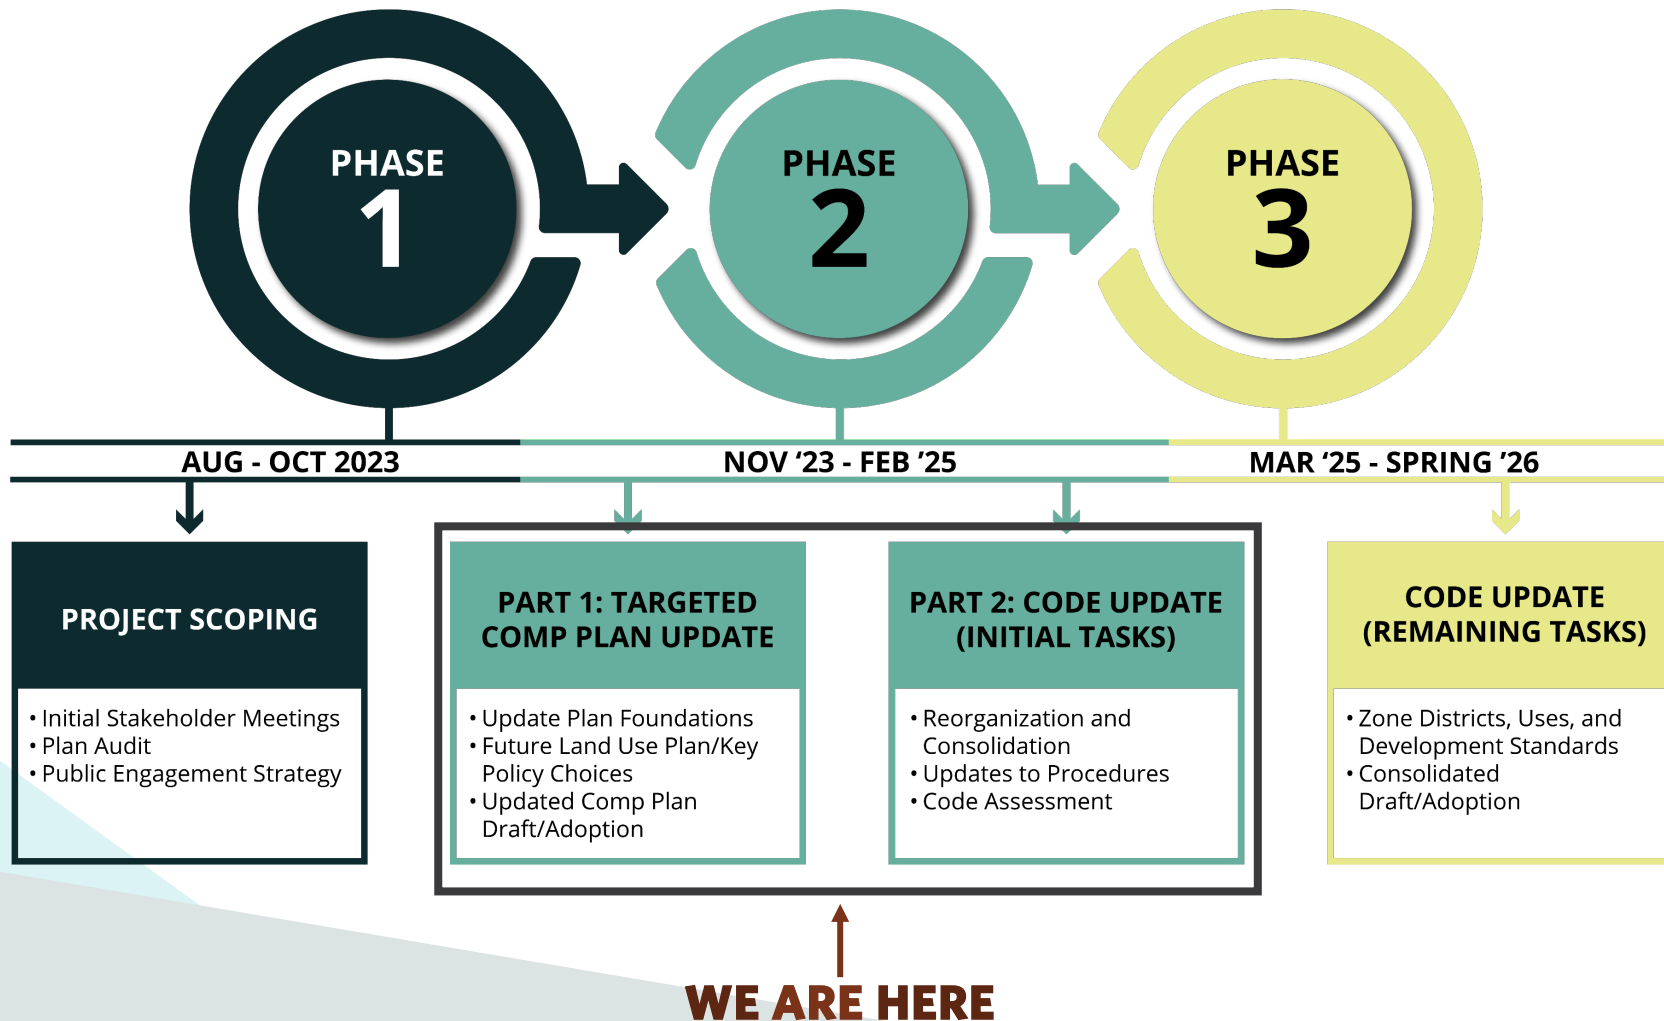 PHASE
1
PHASE
2
PHASE
3
AUG - OCT 2023
NOV ‘23 - FEB ’25
MAR ‘25 - SPRING ’26
PROJECT SCOPING
• Initial Stakeholder Meetings
• Plan Audit
• Public Engagement Strategy
PART 1: TARGETED
COMP PLAN UPDATE
• Update Plan Foundations
• Future Land Use Plan/Key
Policy Choices
• Updated Comp Plan
Draft/Adoption
PART 2: CODE UPDATE
(INITIAL TASKS)
• Reorganization and
Consolidation
• Updates to Procedures
• Code Assessment
CODE UPDATE
(REMAINING TASKS)
• Zone Districts, Uses, and
Development Standards
• Consolidated
Draft/Adoption
WE ARE HERE